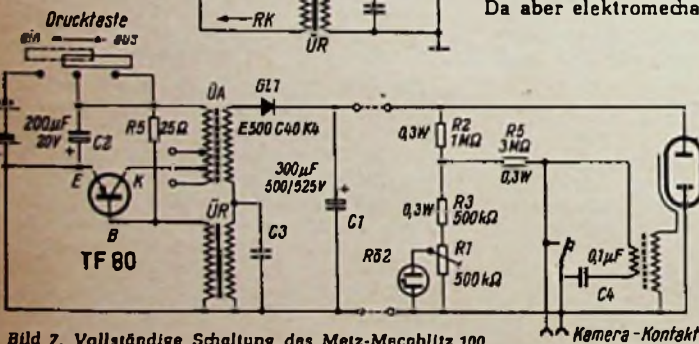 ← RK
ÜR
Da aber elektromecha
Drucktaste
ein aus
200µF
20V
C2
R5
25Ω
ÜA
GL1
E500 C40 K4
300µF
500/525V
C1
E
K
B
TF 80
ÜR
C3
0,3W
R2
1MΩ
R5
3MΩ
0,3W
0,3W
R3
500kΩ
R1
500kΩ
Rö2
0,1µF
C4
Kamera-Kontakt
Bild 7. Vollständige Schaltung des Metz-Mecablitz 100